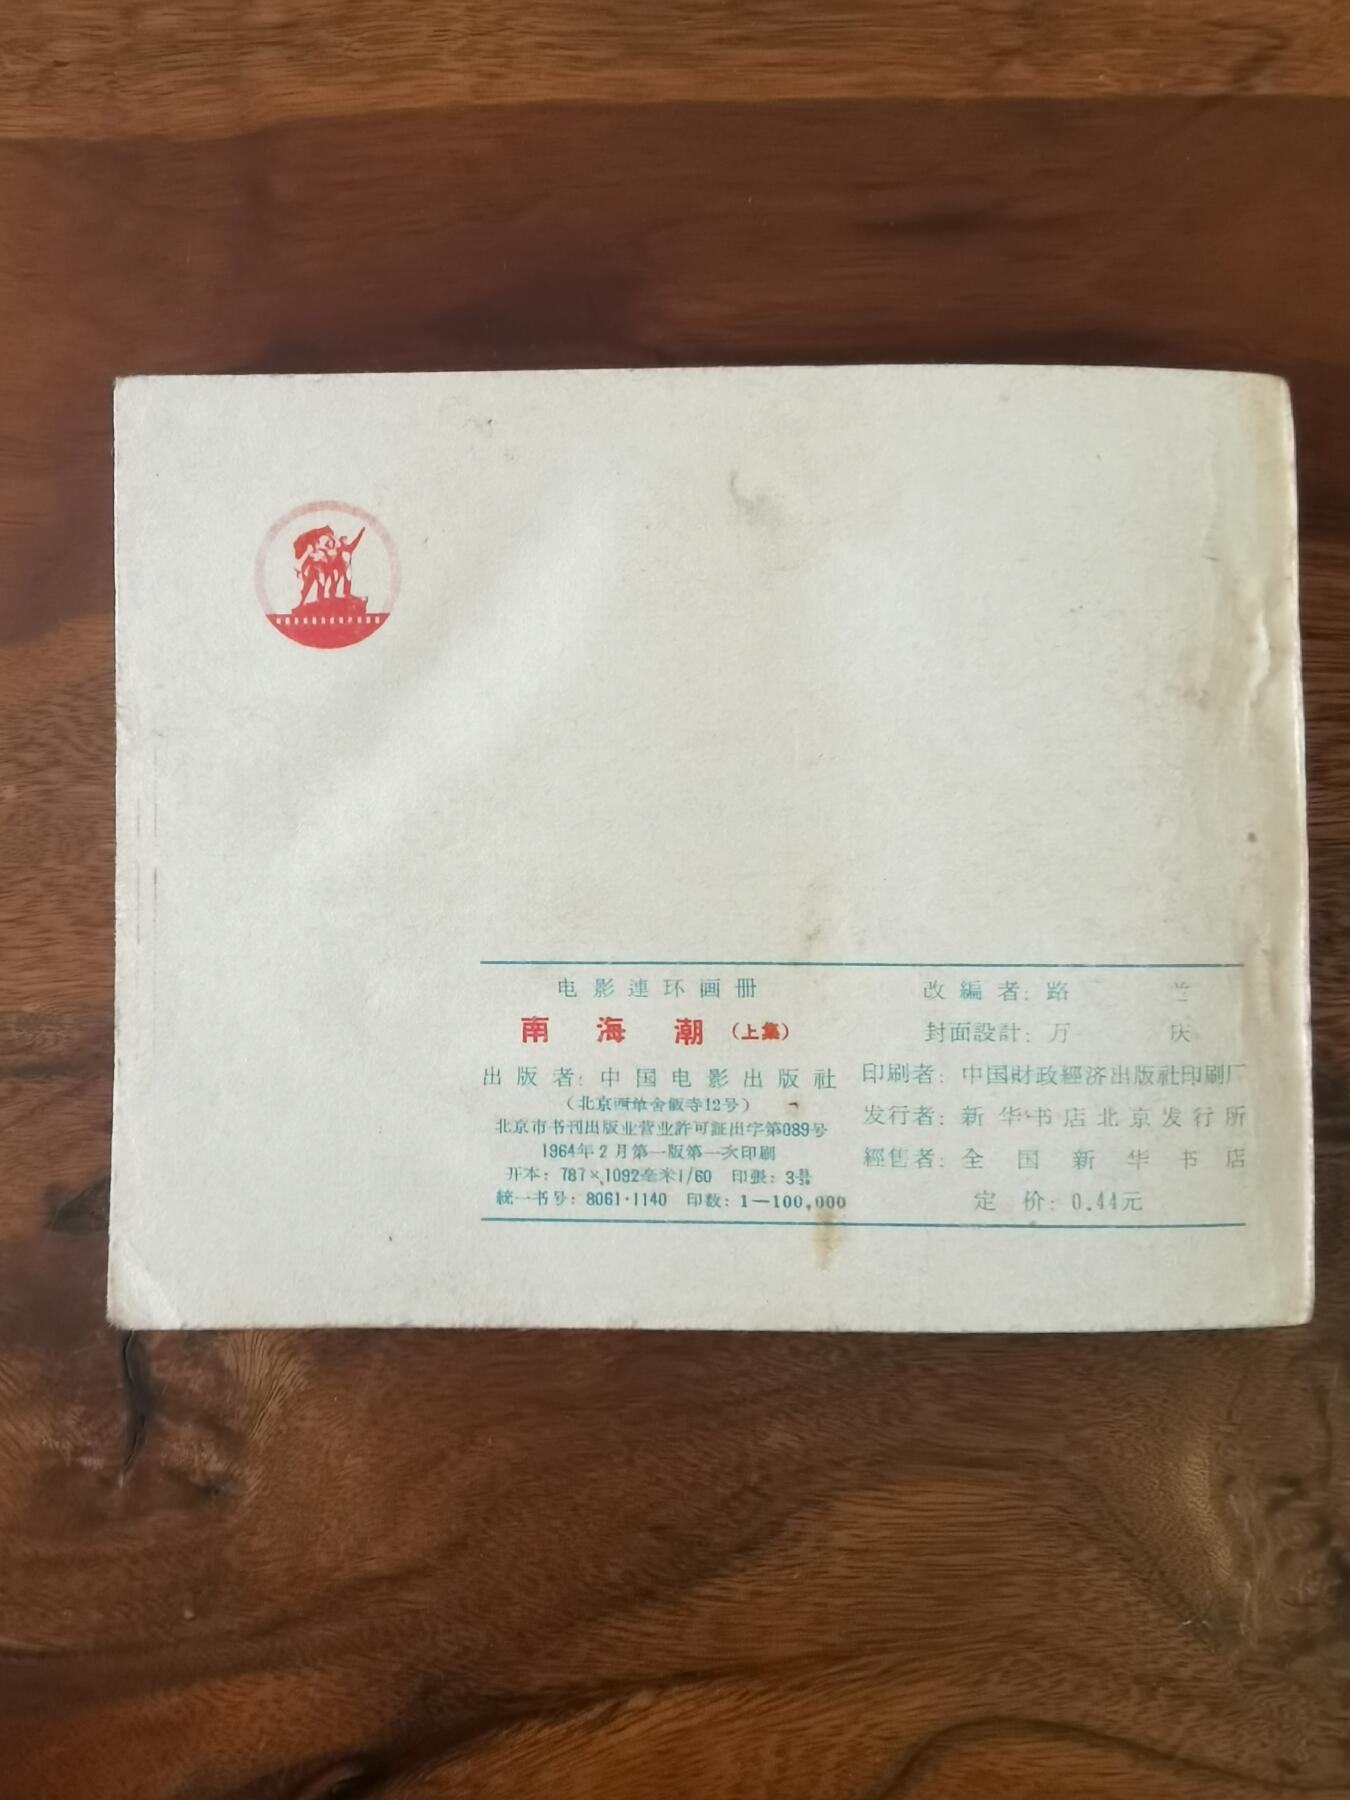 电影連环画册
南海潮（上集）
出版者：中国电影出版社
（北京西单舍飯寺12号）
北京市书刊出版业营业許可証出字第089号
1964年2月第一版第一次印刷
开本：787×1092毫米1/60 印張：3
統一书号：8061·1140 印数：1—100,000
改編者：路
封面設計：万 庆
印刷者：中国財政經济出版社印刷厂
发行者：新华书店北京发行所
經售者：全国新华书店
定价：0.44元